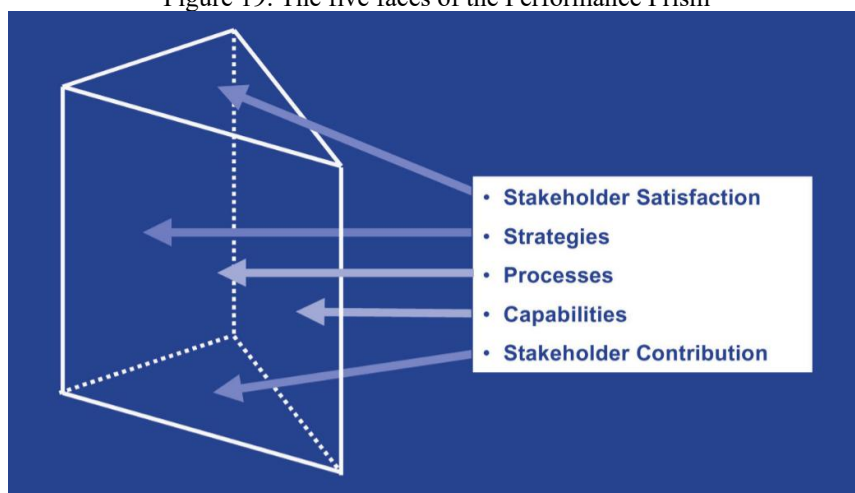 Figure 19. The five faces of the Performance Prism
• Stakeholder Satisfaction
• Strategies
• Processes
• Capabilities
• Stakeholder Contribution